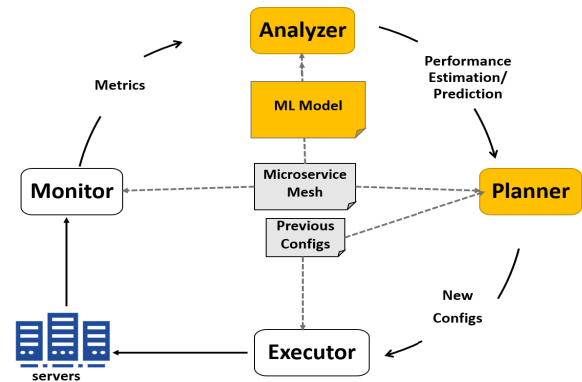 Analyzer
Performance
Estimation/
Prediction
Metrics
ML Model
Monitor
Microservice
Mesh
Planner
Previous
Configs
New
Configs
Executor
servers